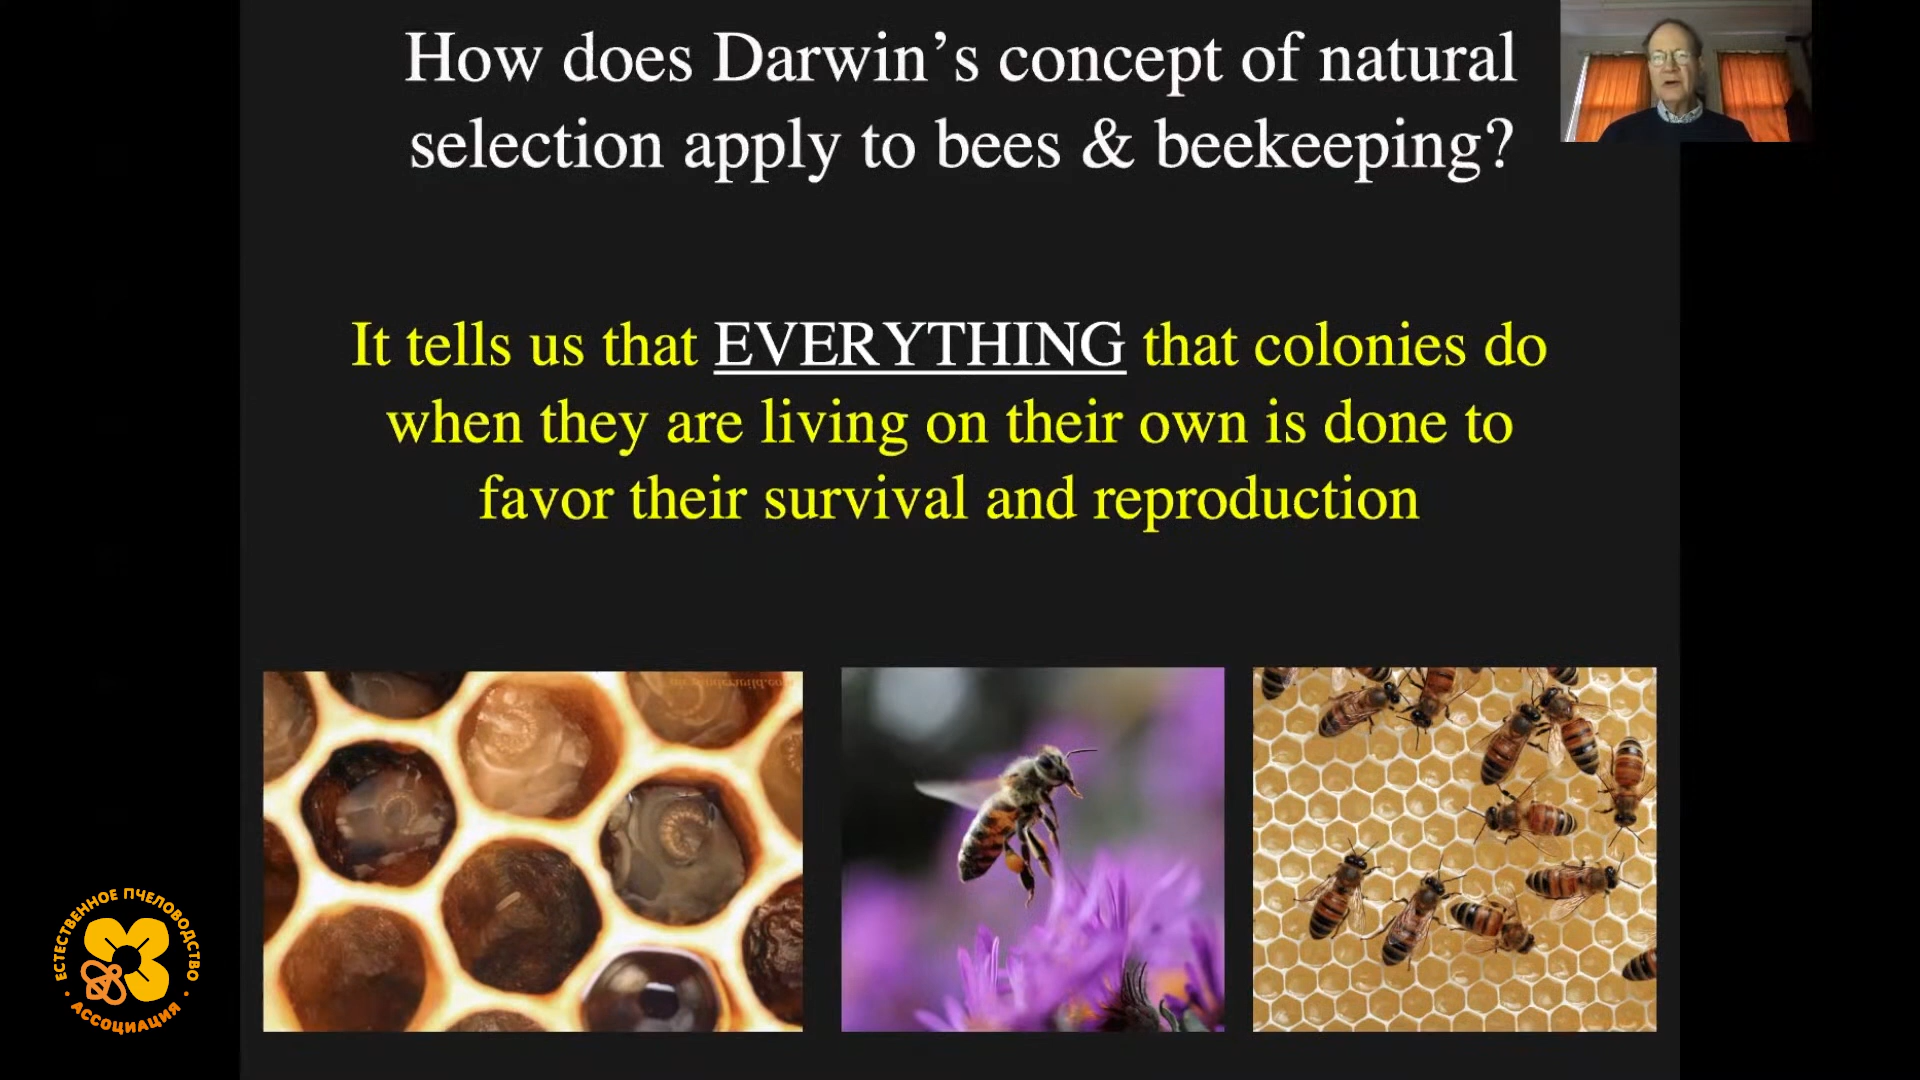 How does Darwin’s concept of natural
selection apply to bees & beekeeping?
It tells us that EVERYTHING that colonies do
when they are living on their own is done to
favor their survival and reproduction
ЕСТЕСТВЕННОЕ ПЧЕЛОВОДСТВО
· АССОЦИАЦИЯ ·